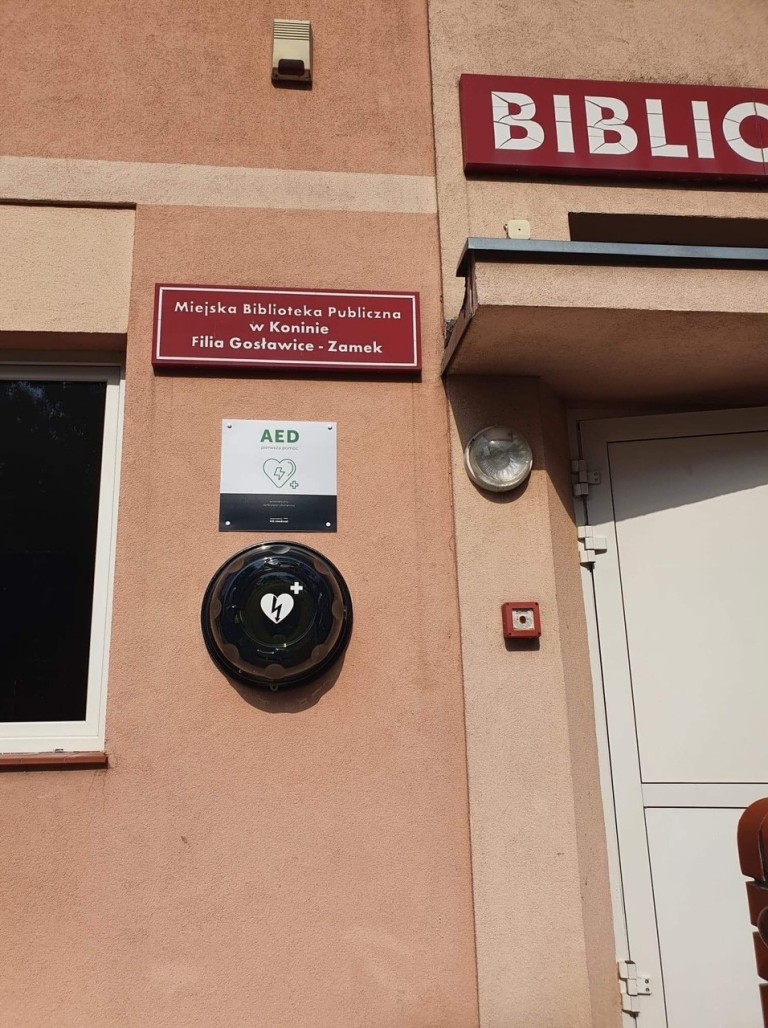 BIBLIO
Miejska Biblioteka Publiczna
w Koninie
Filia Gosławice - Zamek
AED